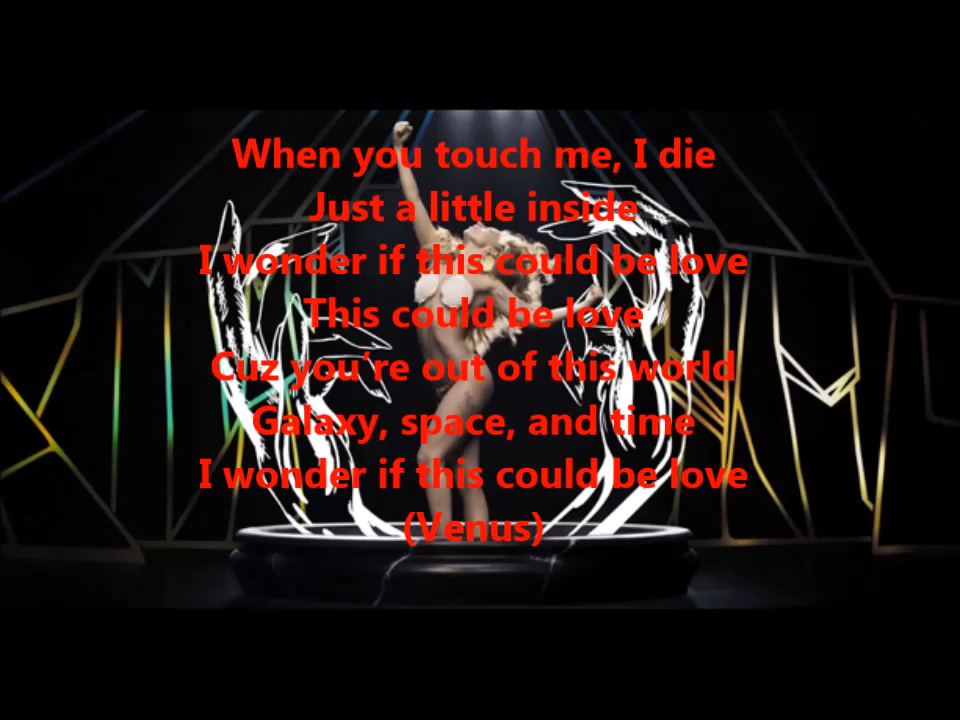 When you touch me, I die
Just a little inside
I wonder if this could be love
This could be love
Cuz you're out of this world
Galaxy, space, and time
I wonder if this could be love
(Venus)